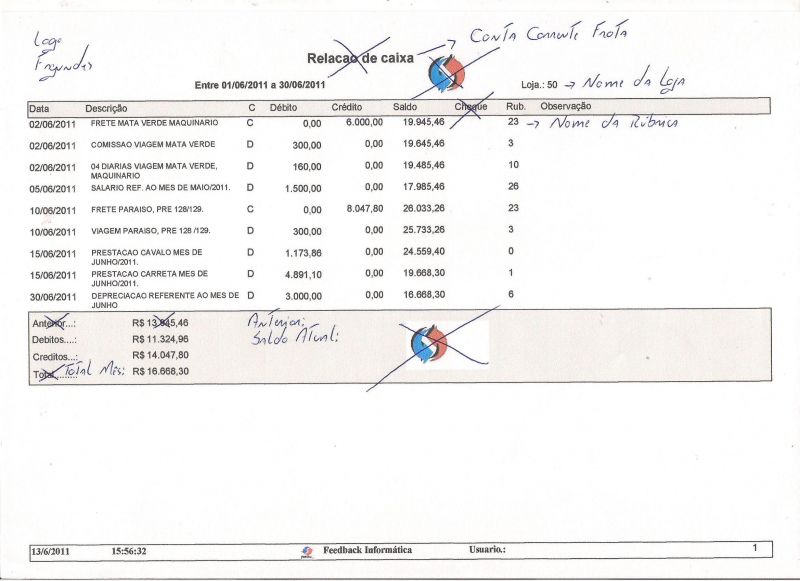 Logo
Fagundes
Relacao de caixa → Conta Corrente Frota
Entre 01/06/2011 a 30/06/2011 Loja.: 50 → Nome da Loja
Data Descrição C Débito Crédito Saldo Cheque Rub. Observação
02/06/2011 FRETE MATA VERDE MAQUINARIO C 0,00 6.000,00 19.945,46 23 → Nome da Rúbrica
02/06/2011 COMISSAO VIAGEM MATA VERDE D 300,00 0,00 19.645,46 3
02/06/2011 04 DIARIAS VIAGEM MATA VERDE, D 160,00 0,00 19.485,46 10
MAQUINARIO
05/06/2011 SALARIO REF. AO MES DE MAIO/2011. D 1.500,00 0,00 17.985,46 26
10/06/2011 FRETE PARAISO, PRE 128/129. C 0,00 8.047,80 26.033,26 23
10/06/2011 VIAGEM PARAISO, PRE 128 /129. D 300,00 0,00 25.733,26 3
15/06/2011 PRESTACAO CAVALO MES DE D 1.173,86 0,00 24.559,40 0
JUNHO/2011.
15/06/2011 PRESTACAO CARRETA MES DE D 4.891,10 0,00 19.668,30 1
JUNHO/2011.
30/06/2011 DEPRECIACAO REFERENTE AO MES DE D 3.000,00 0,00 16.668,30 6
JUNHO
Anterior...: R$ 13.945,46 Anterior:
Debitos....: R$ 11.324,96 Saldo Atual:
Creditos...: R$ 14.047,80
Total........: Total Mês: R$ 16.668,30
13/6/2011 15:56:32 Feedback Informática Usuario.: 1